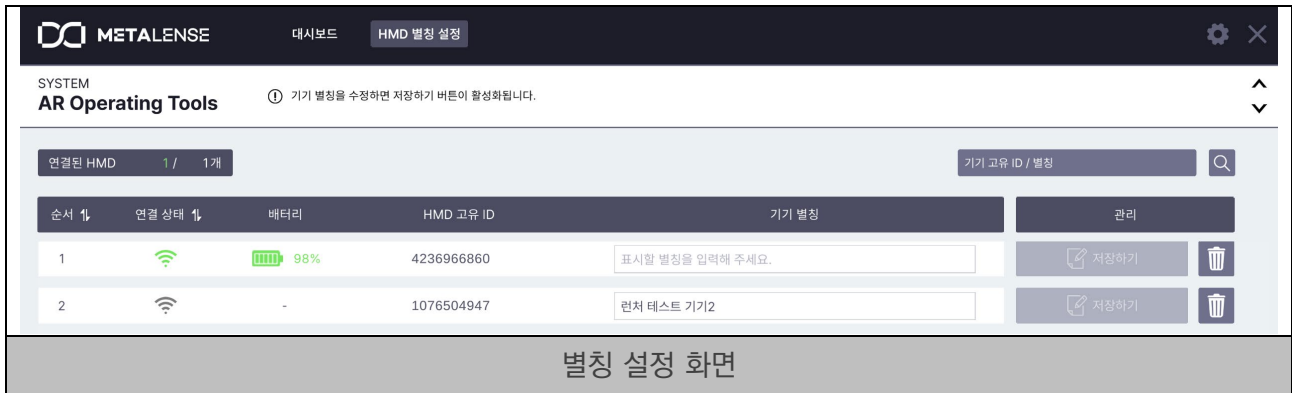 METALENSE 대시보드 HMD 별칭 설정
SYSTEM
AR Operating Tools
기기 별칭을 수정하면 저장하기 버튼이 활성화됩니다.
연결된 HMD 1 / 1개 기기 고유 ID / 별칭
순서 연결 상태 배터리 HMD 고유 ID 기기 별칭 관리
1 98% 4236966860 표시할 별칭을 입력해 주세요. 저장하기
2 - 1076504947 런처 테스트 기기2 저장하기
별칭 설정 화면